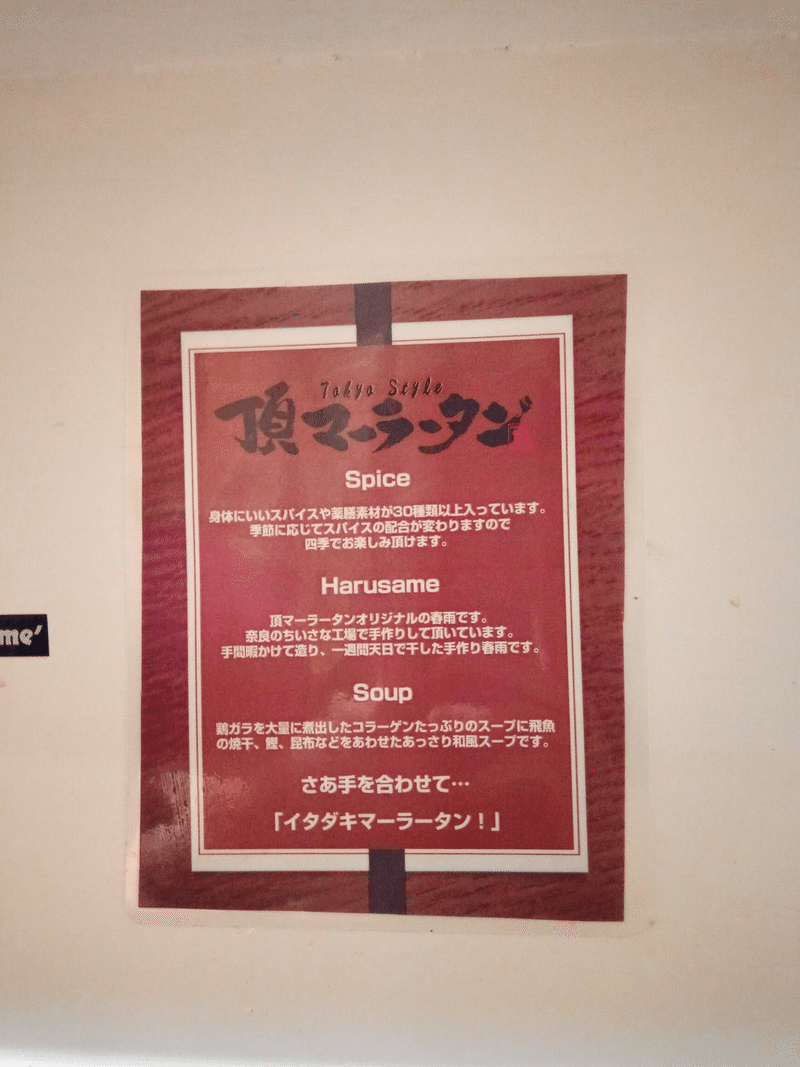 Tokyo Style
頂マーラータン
Spice
身体にいいスパイスや薬膳素材が30種類以上入っています。
季節に応じてスパイスの配合が変わりますので
四季でお楽しみ頂けます。
Harusame
頂マーラータンオリジナルの春雨です。
奈良のちいさな工場で手作りして頂いています。
手間暇かけて造り、一週間天日で干した手作り春雨です。
me'
Soup
鶏ガラを大量に煮出したコラーゲンたっぷりのスープに飛魚
の焼干、鰹、昆布などをあわせたあっさり和風スープです。
さあ手を合わせて…
「イタダキマーラータン！」